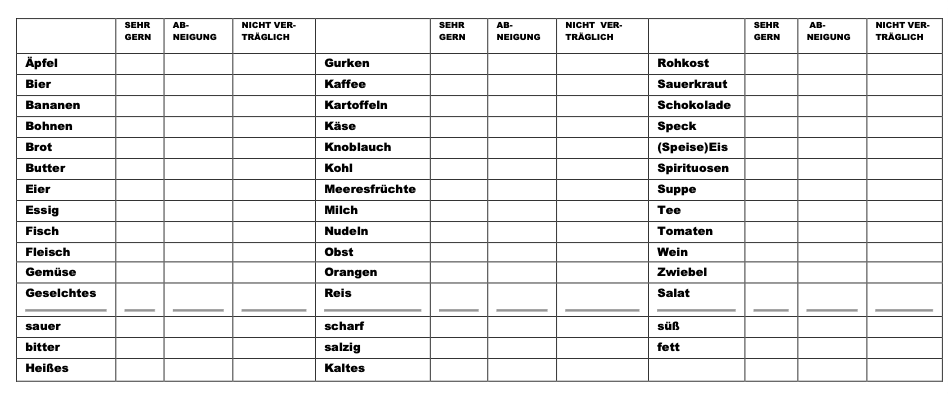 SEHR GERN AB-NEIGUNG NICHT VER-TRÄGLICH SEHR GERN AB-NEIGUNG NICHT VER-TRÄGLICH SEHR GERN AB-NEIGUNG NICHT VER-TRÄGLICH
Äpfel Gurken Rohkost
Bier Kaffee Sauerkraut
Bananen Kartoffeln Schokolade
Bohnen Käse Speck
Brot Knoblauch (Speise)Eis
Butter Kohl Spirituosen
Eier Meeresfrüchte Suppe
Essig Milch Tee
Fisch Nudeln Tomaten
Fleisch Obst Wein
Gemüse Orangen Zwiebel
Geselchtes Reis Salat
sauer scharf süß
bitter salzig fett
Heißes Kaltes